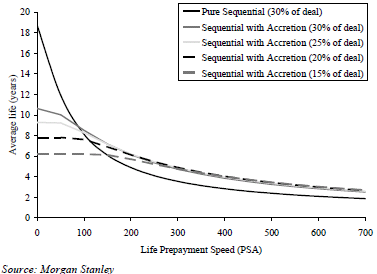 20
18
16
14
12
10
8
6
4
2
0
Average life (years)
Pure Sequential (30% of deal)
Sequential with Accretion (30% of deal)
Sequential with Accretion (25% of deal)
Sequential with Accretion (20% of deal)
Sequential with Accretion (15% of deal)
0 100 200 300 400 500 600 700
Life Prepayment Speed (PSA)
Source: Morgan Stanley